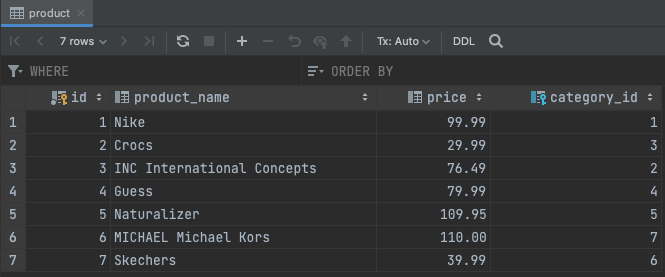 product
7 rows
Tx: Auto
DDL
WHERE
ORDER BY
id product_name price category_id
1 1 Nike 99.99 1
2 2 Crocs 29.99 3
3 3 INC International Concepts 76.49 2
4 4 Guess 79.99 4
5 5 Naturalizer 109.95 5
6 6 MICHAEL Michael Kors 110.00 7
7 7 Skechers 39.99 6